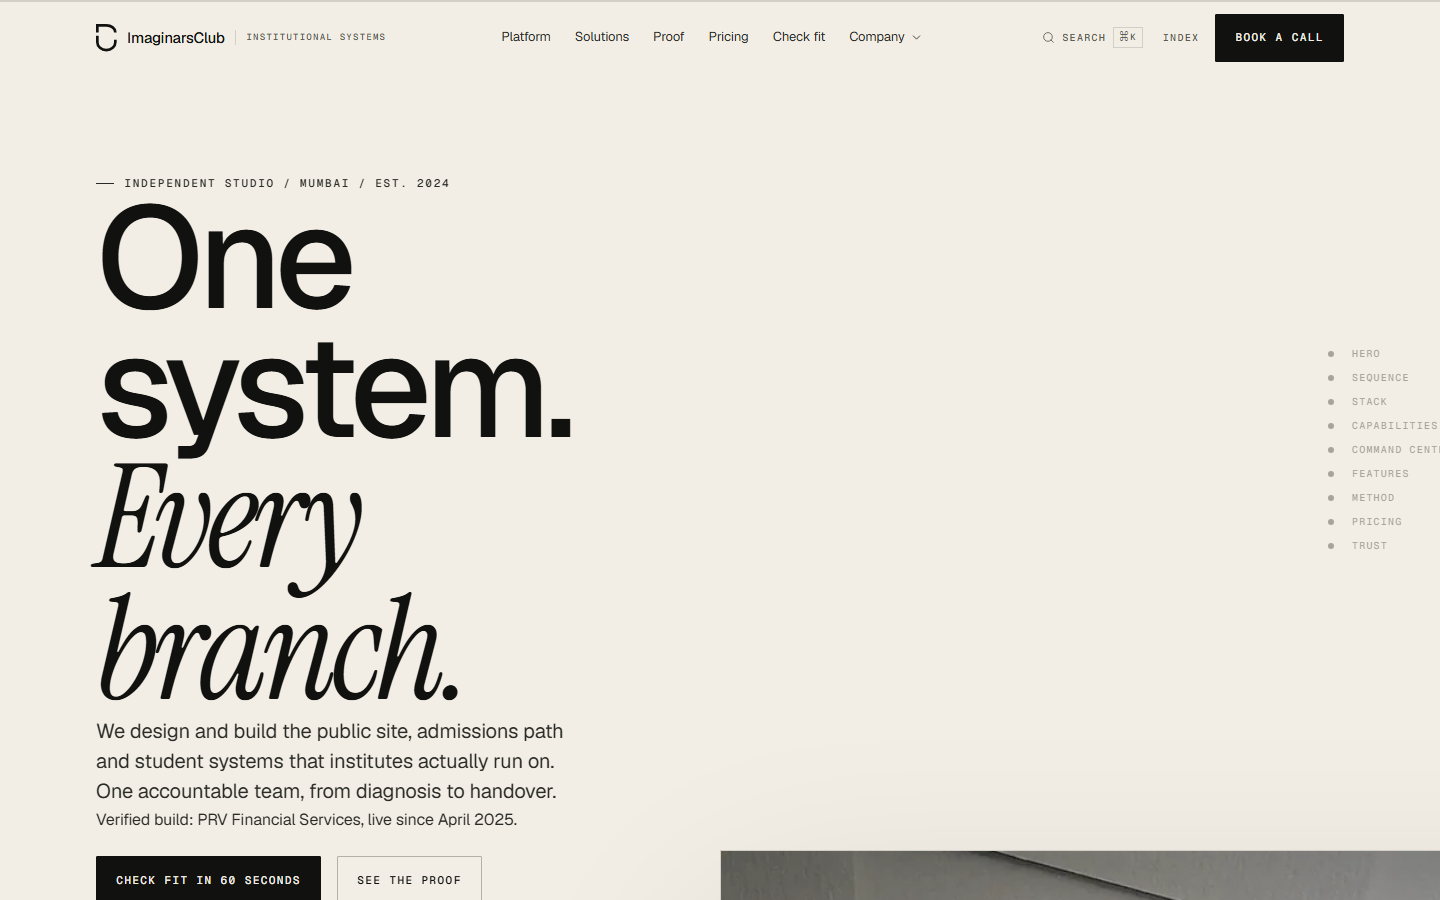 ImaginarsClub
INSTITUTIONAL SYSTEMS
Platform
Solutions
Proof
Pricing
Check fit
Company
SEARCH
⌘K
INDEX
BOOK A CALL
INDEPENDENT STUDIO / MUMBAI / EST. 2024
One
system.
Every
branch.
We design and build the public site, admissions path
and student systems that institutes actually run on.
One accountable team, from diagnosis to handover.
Verified build: PRV Financial Services, live since April 2025.
CHECK FIT IN 60 SECONDS
SEE THE PROOF
HERO
SEQUENCE
STACK
CAPABILITIES
COMMAND
FEATURES
METHOD
PRICING
TRUST